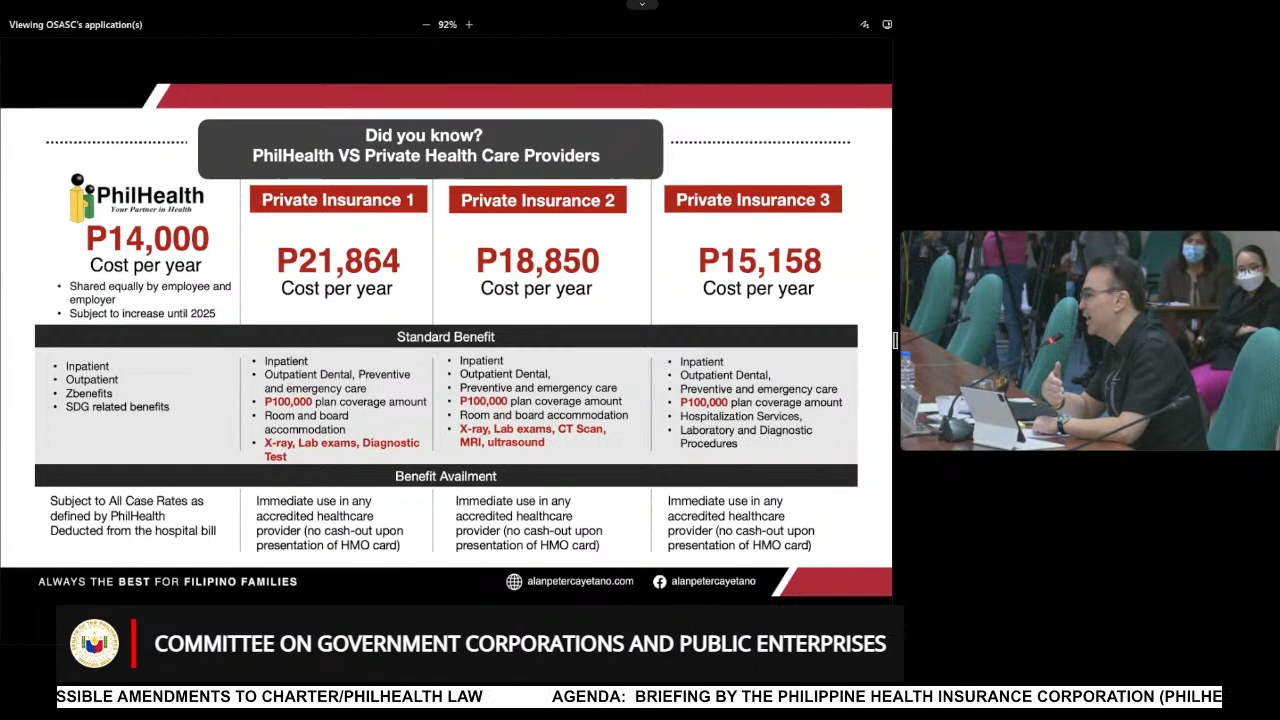 Viewing OSASC's application(s)
92%
Did you know?
PhilHealth VS Private Health Care Providers
PhilHealth
Your Partner in Health
P14,000
Cost per year
• Shared equally by employee and
employer
• Subject to increase until 2025
Private Insurance 1
P21,864
Cost per year
Private Insurance 2
P18,850
Cost per year
Private Insurance 3
P15,158
Cost per year
Standard Benefit
• Inpatient
• Outpatient
• Zbenefits
• SDG related benefits
• Inpatient
• Outpatient Dental, Preventive
and emergency care
• P100,000 plan coverage amount
• Room and board
accommodation
• X-ray, Lab exams, Diagnostic
Test
• Inpatient
• Outpatient Dental,
• Preventive and emergency care
• P100,000 plan coverage amount
• Room and board accommodation
• X-ray, Lab exams, CT Scan,
MRI, ultrasound
• Inpatient
• Outpatient Dental,
• Preventive and emergency care
• P100,000 plan coverage amount
• Hospitalization Services,
• Laboratory and Diagnostic
Procedures
Benefit Availment
Subject to All Case Rates as
defined by PhilHealth
Deducted from the hospital bill
Immediate use in any
accredited healthcare
provider (no cash-out upon
presentation of HMO card)
Immediate use in any
accredited healthcare
provider (no cash-out upon
presentation of HMO card)
Immediate use in any
accredited healthcare
provider (no cash-out upon
presentation of HMO card)
ALWAYS THE BEST FOR FILIPINO FAMILIES
alanpetercayetano.com
alanpetercayetano
COMMITTEE ON GOVERNMENT CORPORATIONS AND PUBLIC ENTERPRISES
SSIBLE AMENDMENTS TO CHARTER/PHILHEALTH LAW AGENDA: BRIEFING BY THE PHILIPPINE HEALTH INSURANCE CORPORATION (PHILHE